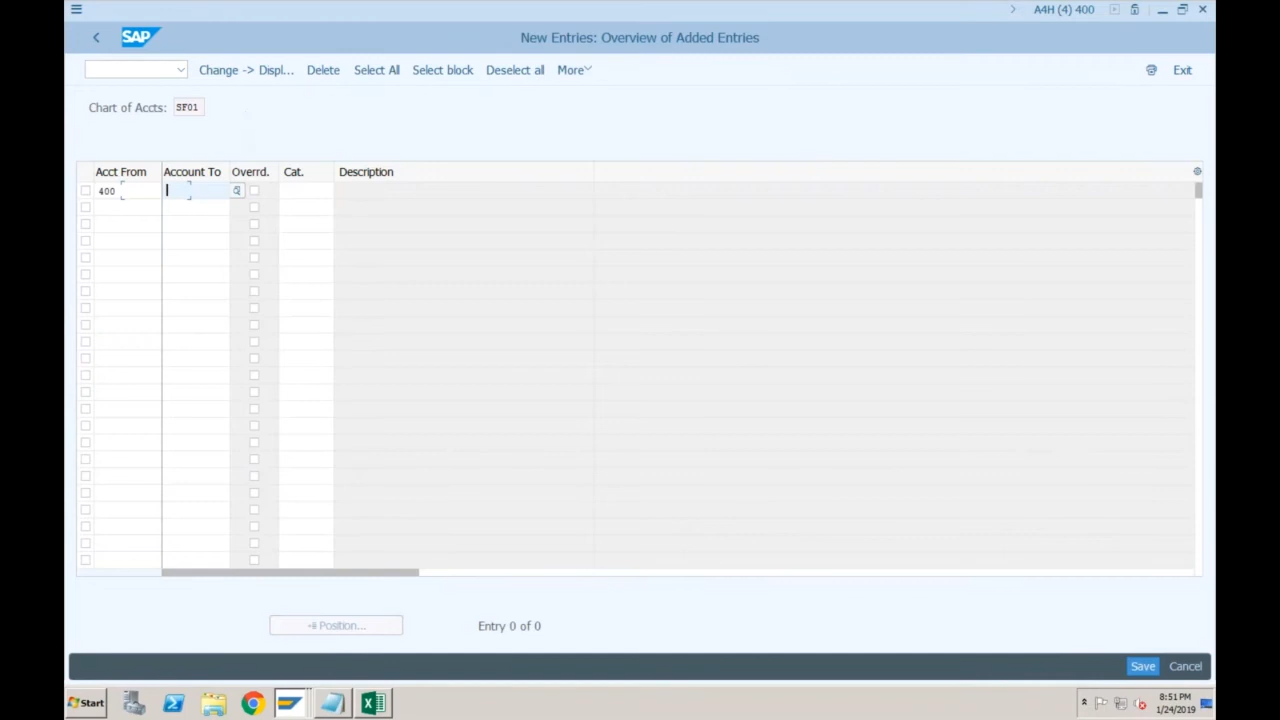 A4H (4) 400
SAP
New Entries: Overview of Added Entries
Change -> Displ... Delete Select All Select block Deselect all More Exit
Chart of Accts: SF01
Acct From Account To Overrd. Cat. Description
400
Position... Entry 0 of 0
Save Cancel
Start
8:51 PM
1/24/2019